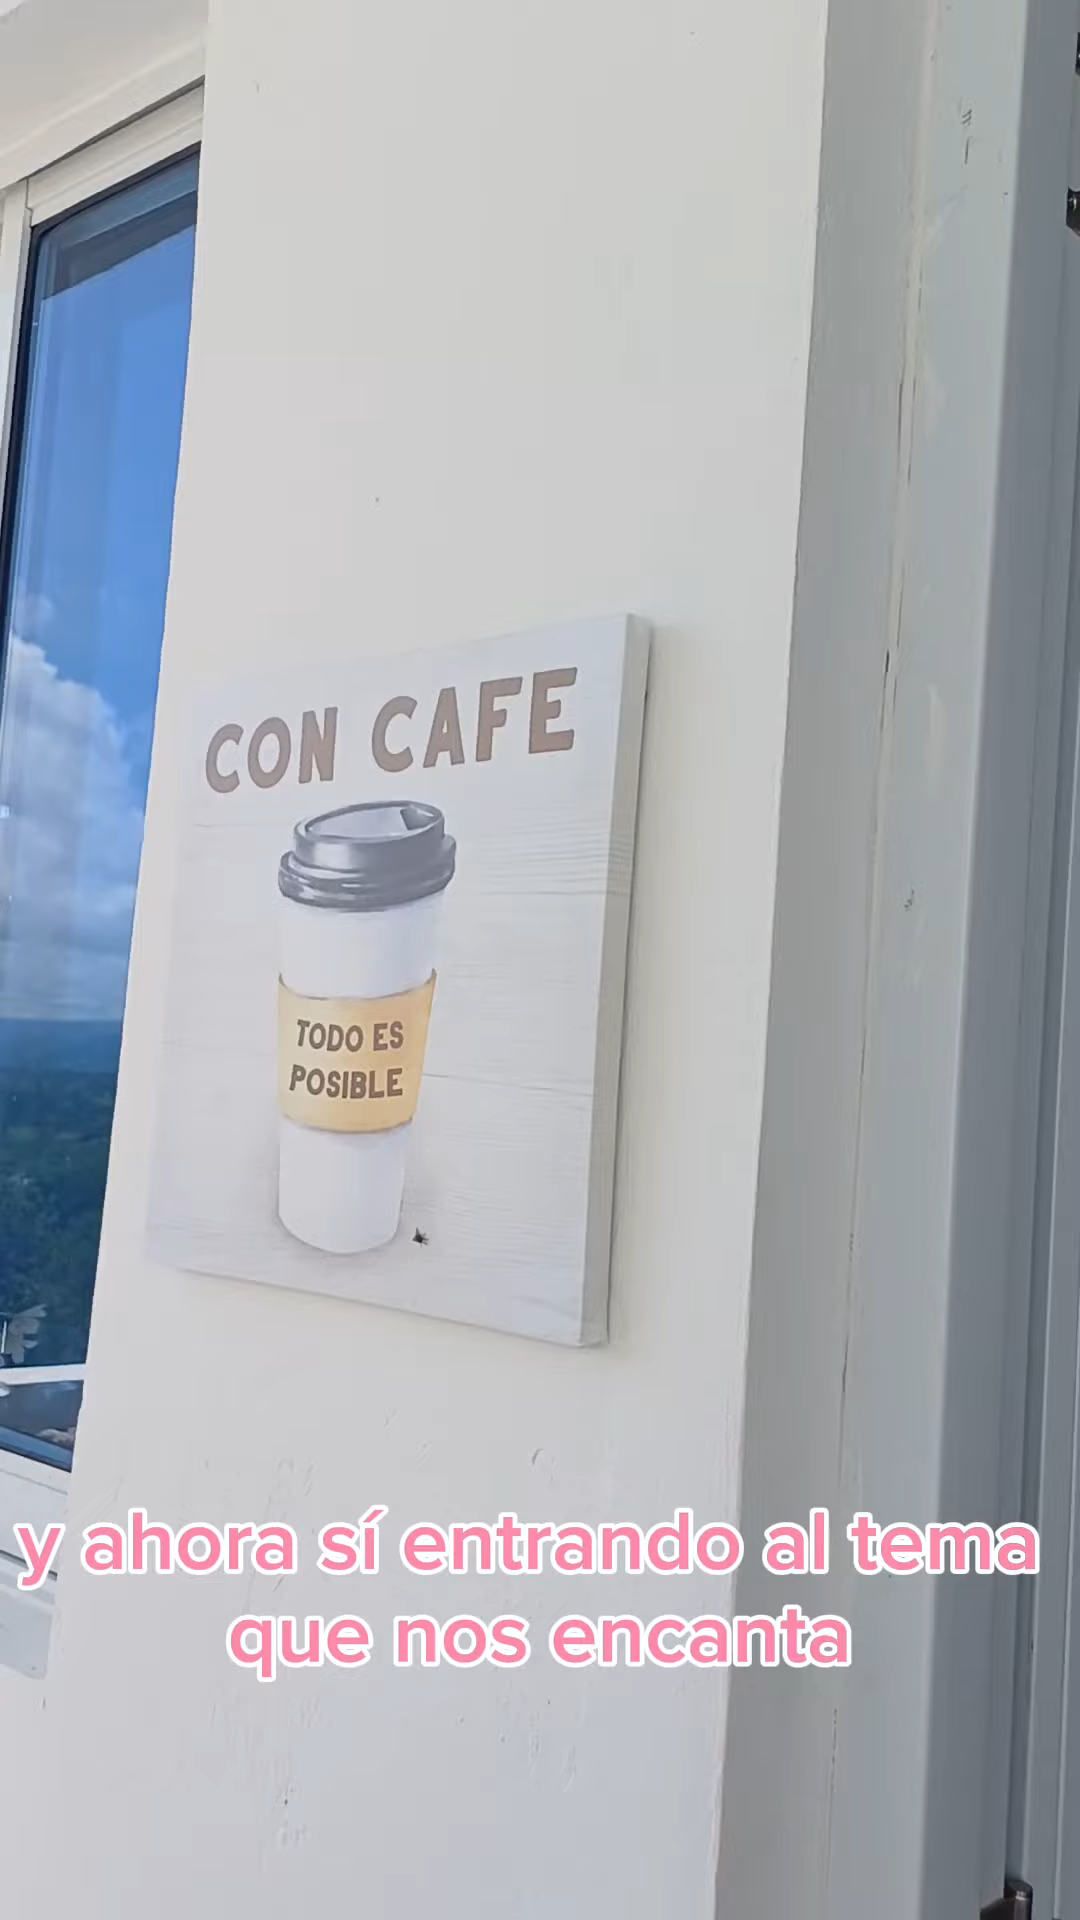 CON CAFE
TODO ES
POSIBLE
y ahora sí entrando al tema
que nos encanta